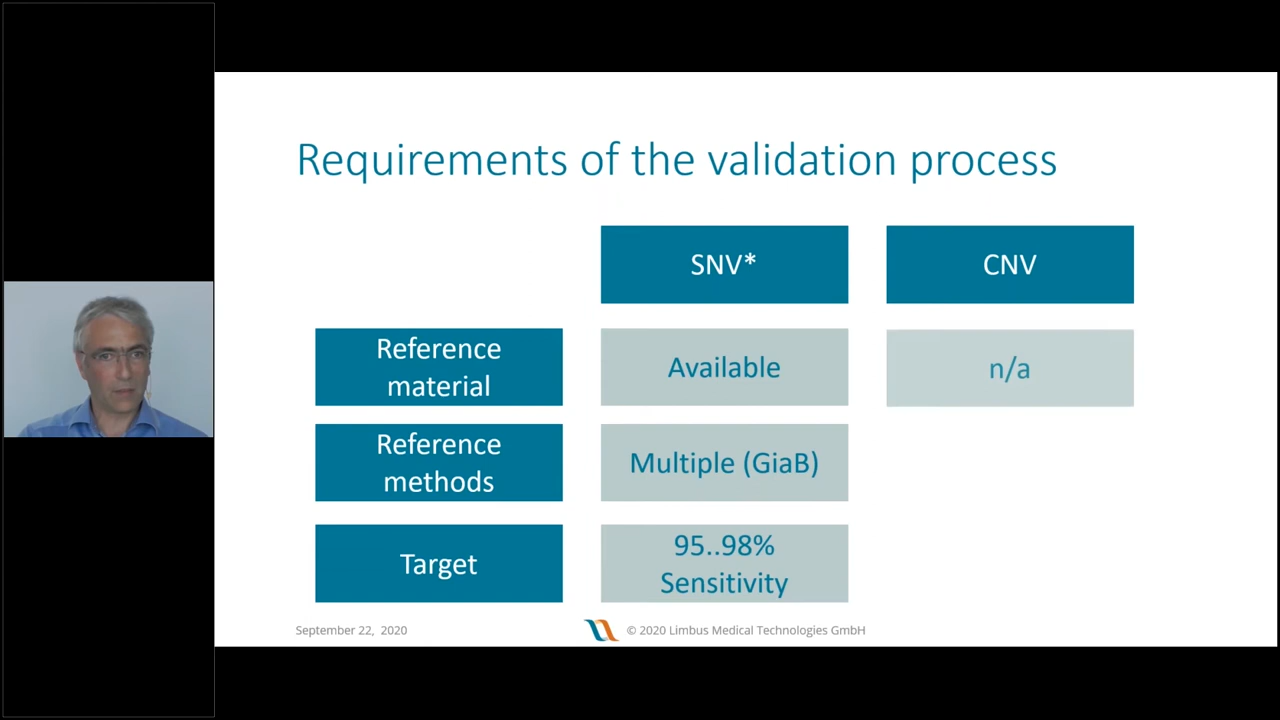 Requirements of the validation process
SNV*
CNV
Reference
material
Available
n/a
Reference
methods
Multiple (GiaB)
Target
95..98%
Sensitivity
September 22, 2020
© 2020 Limbus Medical Technologies GmbH